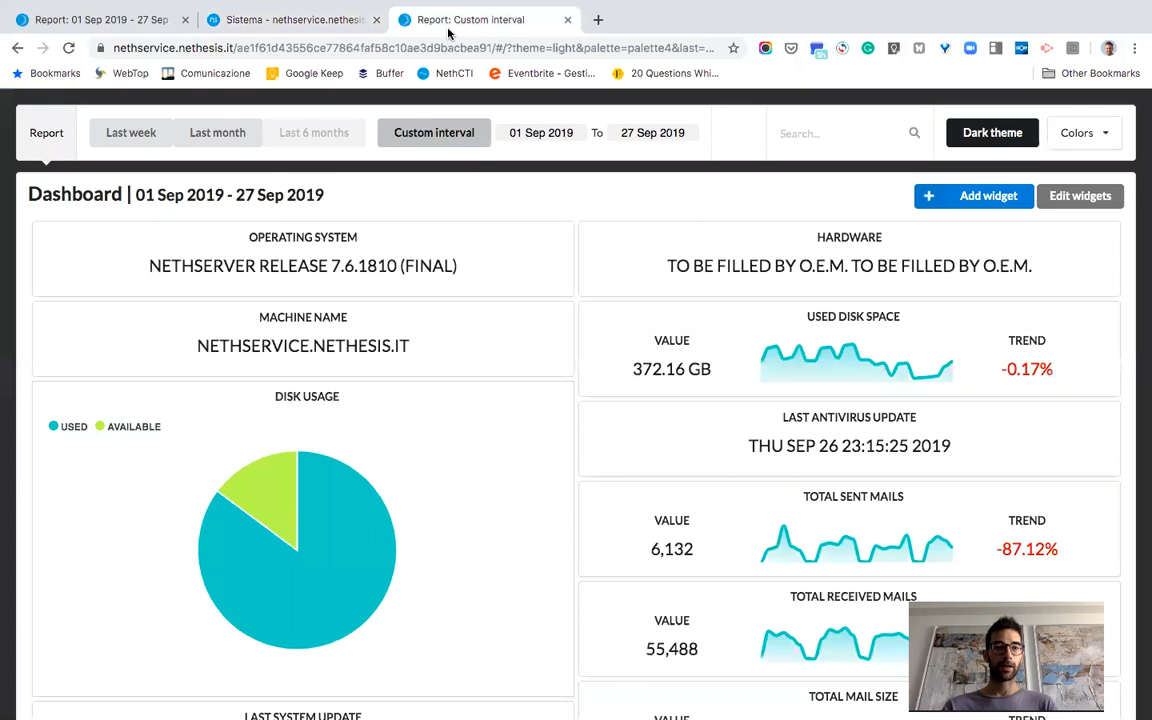 Report: 01 Sep 2019 - 27 Sep
Sistema - nethservice.nethesis
Report: Custom interval
nethservice.nethesis.it/ae1f61d43556ce77864faf58c10ae3d9bacbea91/#/?theme=light&palette=palette4&last=...
Bookmarks
WebTop
Comunicazione
Google Keep
Buffer
NethCTI
Eventbrite - Gesti...
20 Questions Whi...
Other Bookmarks
Report
Last week
Last month
Last 6 months
Custom interval
01 Sep 2019
To
27 Sep 2019
Search...
Dark theme
Colors
Dashboard | 01 Sep 2019 - 27 Sep 2019
Add widget
Edit widgets
OPERATING SYSTEM
NETHSERVER RELEASE 7.6.1810 (FINAL)
HARDWARE
TO BE FILLED BY O.E.M. TO BE FILLED BY O.E.M.
MACHINE NAME
NETHSERVICE.NETHESIS.IT
USED DISK SPACE
VALUE
372.16 GB
TREND
-0.17%
DISK USAGE
USED
AVAILABLE
LAST ANTIVIRUS UPDATE
THU SEP 26 23:15:25 2019
TOTAL SENT MAILS
VALUE
6,132
TREND
-87.12%
TOTAL RECEIVED MAILS
VALUE
55,488
LAST SYSTEM UPDATE
TOTAL MAIL SIZE
VALUE
TREND